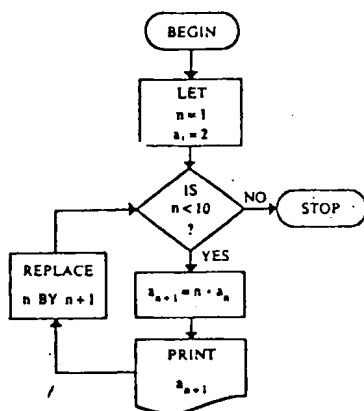 BEGIN
LET
n = 1
a₁ = 2
IS
n < 10
?
NO
STOP
YES
aₙ₊₁ = n · aₙ
PRINT
aₙ₊₁
REPLACE
n BY n + 1